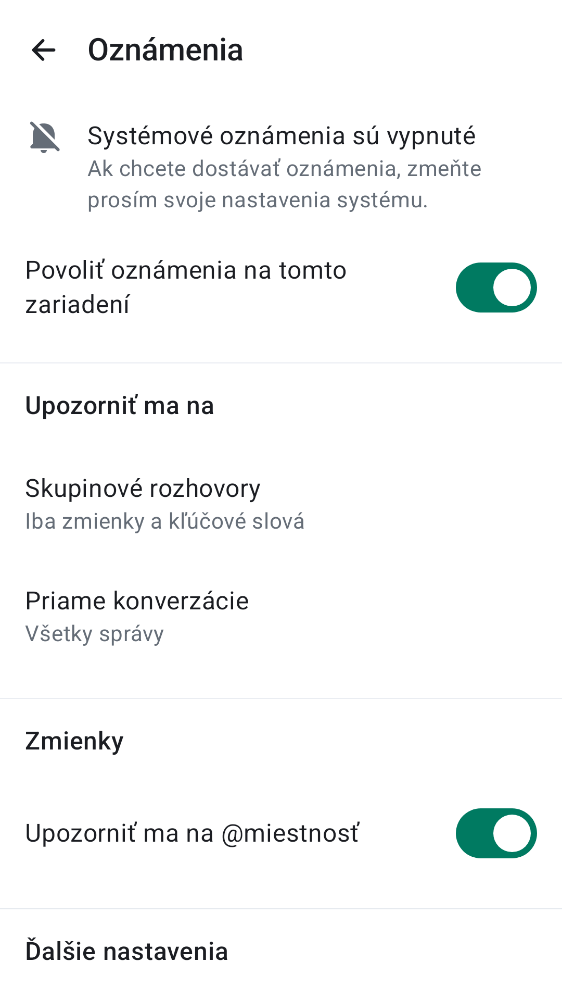 Oznámenia
Systémové oznámenia sú vypnuté
Ak chcete dostávať oznámenia, zmeňte
prosím svoje nastavenia systému.
Povoliť oznámenia na tomto
zariadení
Upozorniť ma na
Skupinové rozhovory
Iba zmienky a kľúčové slová
Priame konverzácie
Všetky správy
Zmienky
Upozorniť ma na @miestnosť
Ďalšie nastavenia